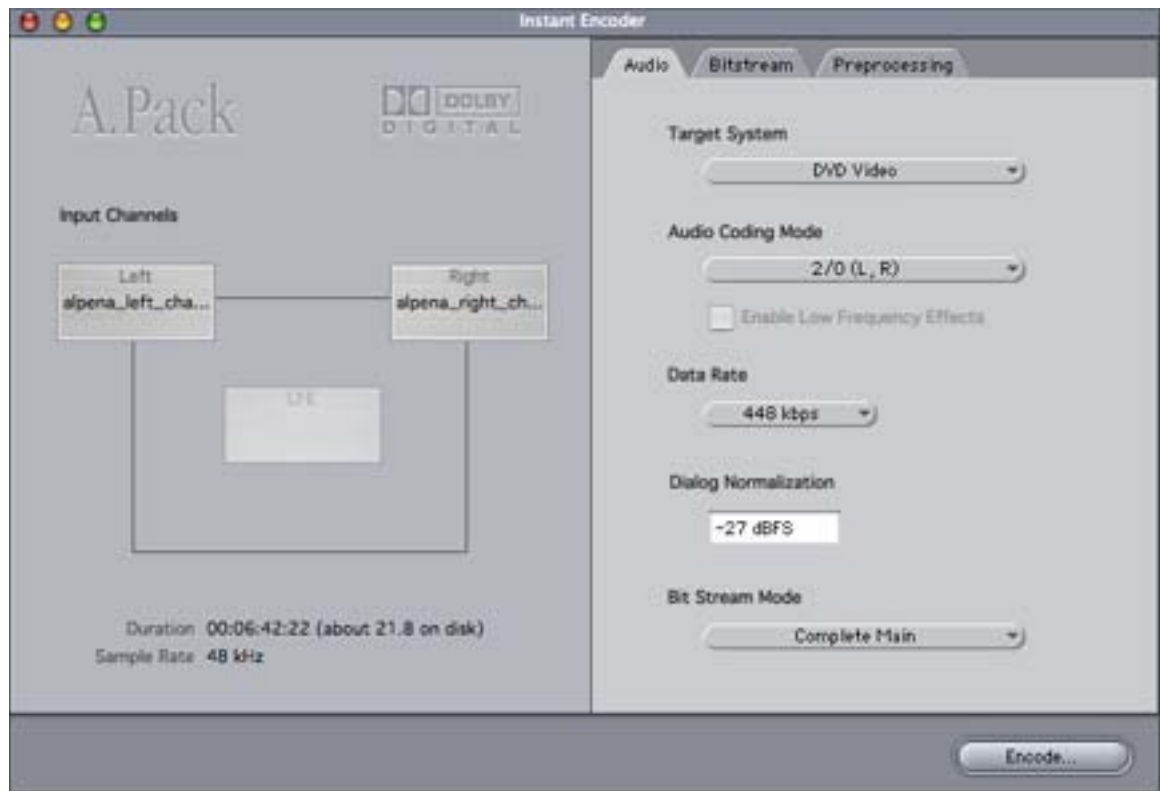 Instant Encoder
A.Pack
DOLBY
DIGITAL
Input Channels
Left
alpena_left_cha...
Right
alpena_right_ch...
LFE
Duration 00:06:42:22 (about 21.8 on disk)
Sample Rate 48 kHz
Audio
Bitstream
Preprocessing
Target System
DVD Video
Audio Coding Mode
2/0 (L, R)
Enable Low Frequency Effects
Data Rate
448 kbps
Dialog Normalization
-27 dBFS
Bit Stream Mode
Complete Main
Encode...